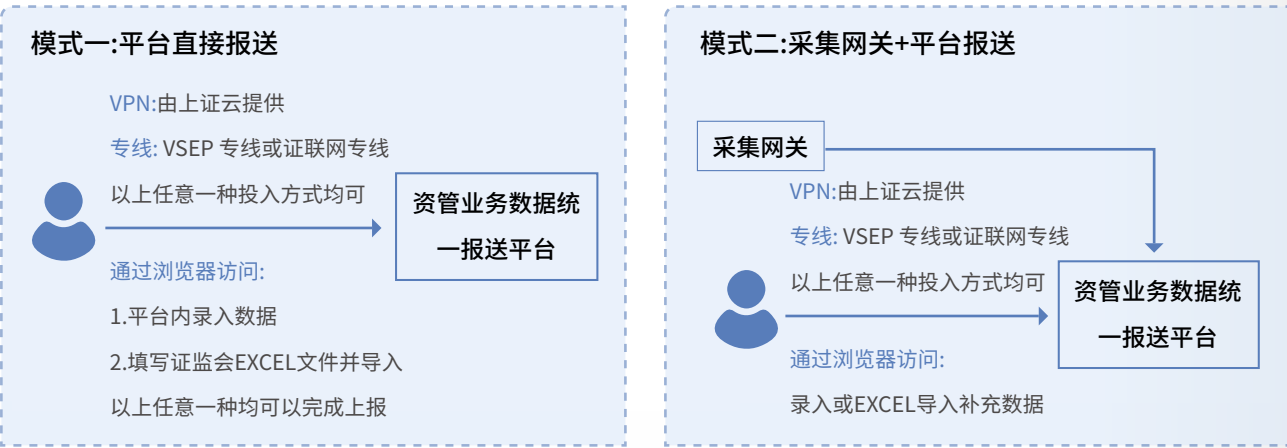 模式一:平台直接报送
VPN:由上证云提供
专线: VSEP 专线或证联网专线
以上任意一种投入方式均可
资管业务数据统
一报送平台
通过浏览器访问:
1.平台内录入数据
2.填写证监会EXCEL文件并导入
以上任意一种均可以完成上报
模式二:采集网关+平台报送
采集网关
VPN:由上证云提供
专线: VSEP 专线或证联网专线
以上任意一种投入方式均可
资管业务数据统
一报送平台
通过浏览器访问:
录入或EXCEL导入补充数据